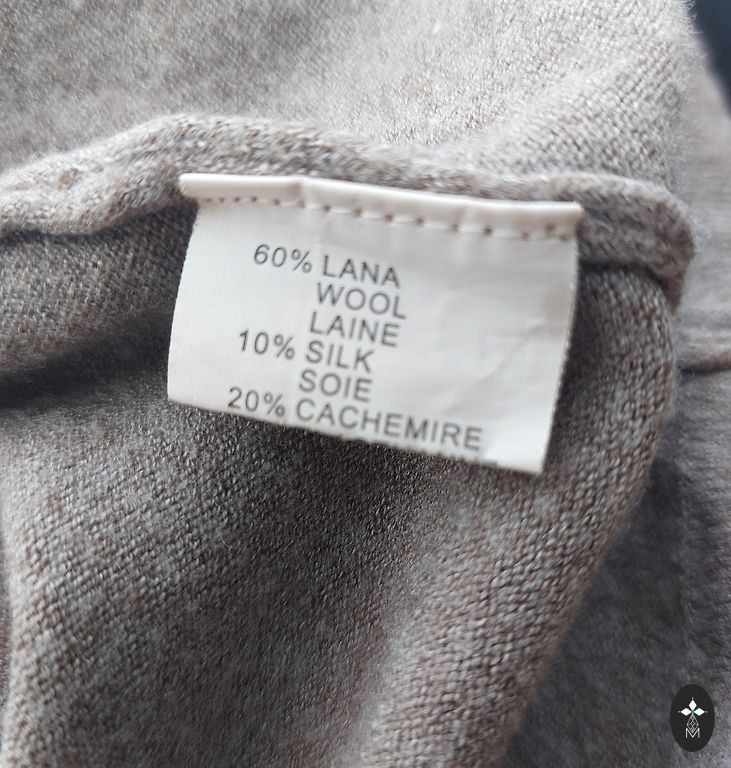 60% LANA
WOOL
LAINE
10% SILK
SOIE
20% CACHEMIRE